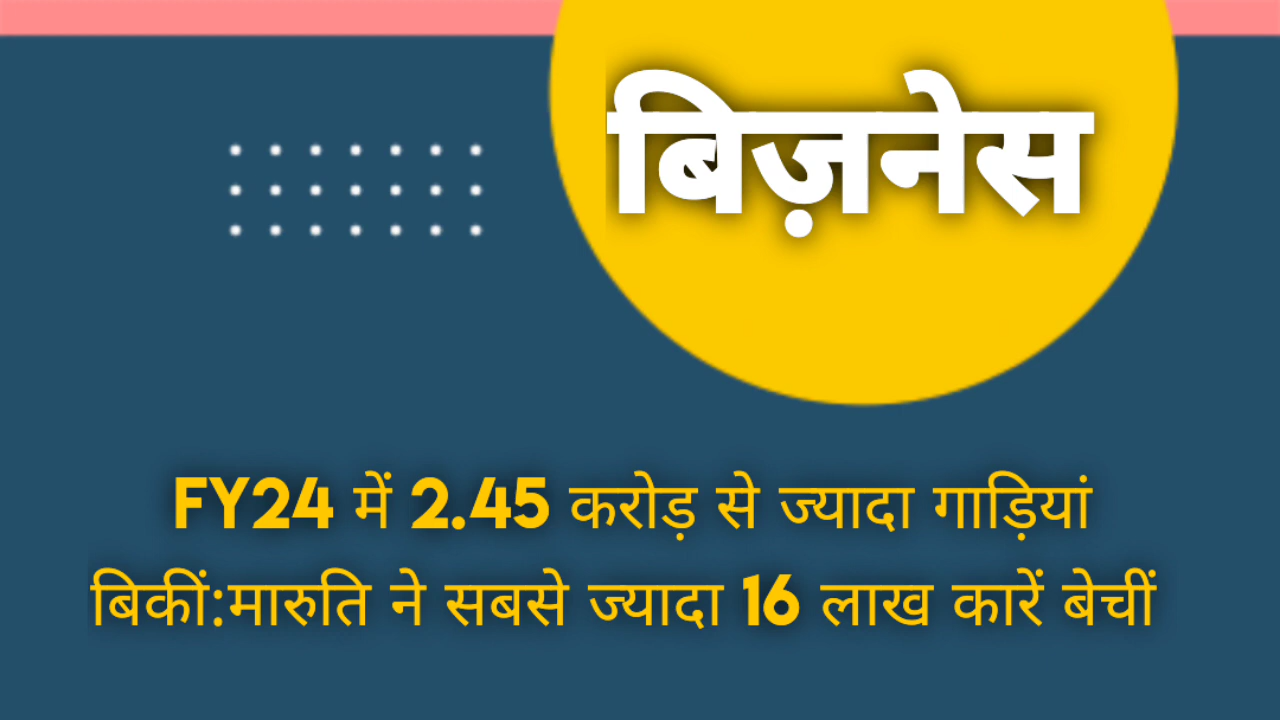 बिज़नेस
FY24 में 2.45 करोड़ से ज्यादा गाड़ियां
बिकीं:मारुति ने सबसे ज्यादा 16 लाख कारें बेचीं